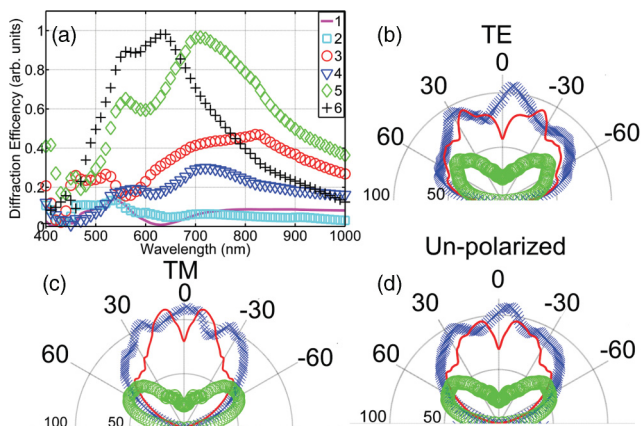 (a)
Diffraction Efficency (arb. units)
1
0.8
0.6
0.4
0.2
0
400 500 600 700 800 900 1000
Wavelength (nm)
1
2
3
4
5
6
(b)
TE
0
30 -30
60 -60
100 50
(c)
TM
0
30 -30
60 -60
100 50
Un-polarized
(d)
0
30 -30
60 -60
100 50